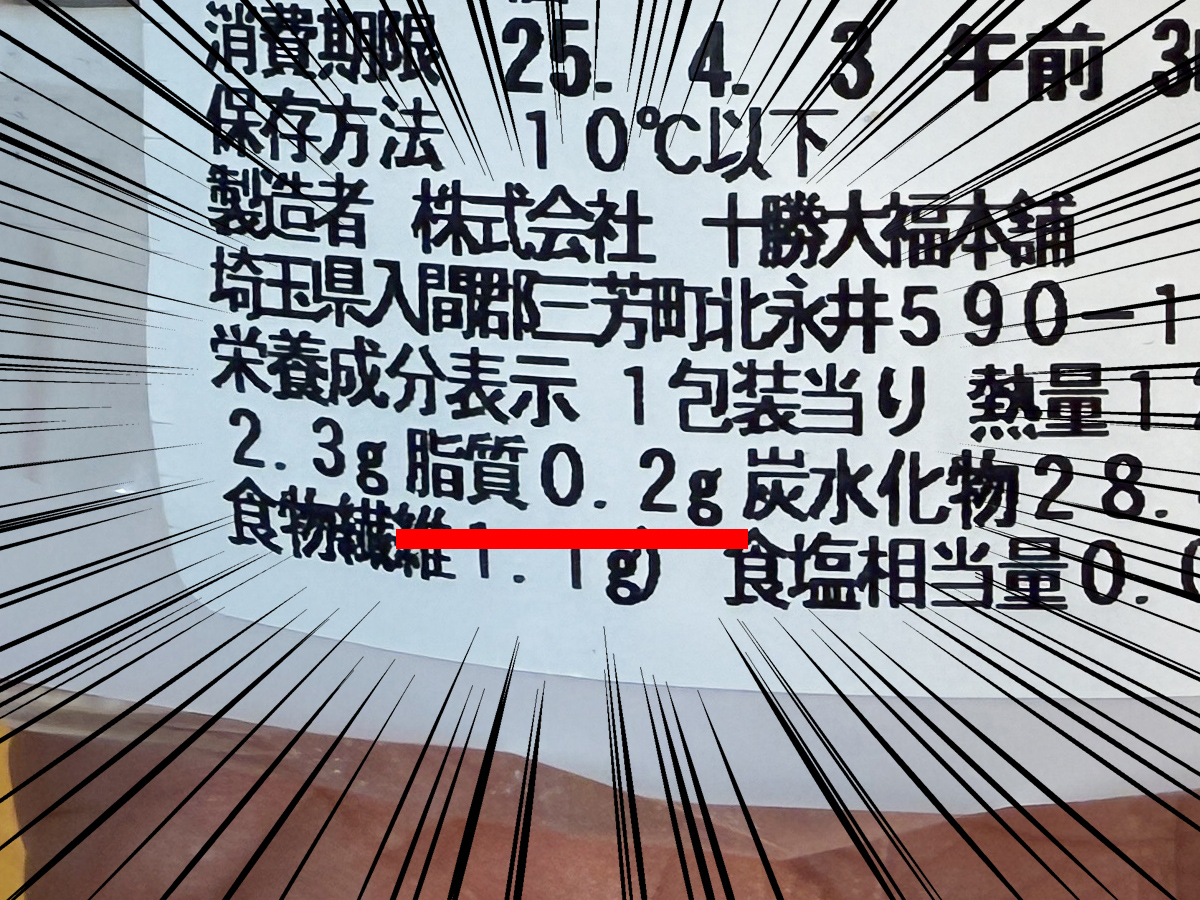 消費期限 25. 4. 3 午前 3
保存方法 10℃以下
製造者 株式会社 十勝大福本舗
埼玉県入間郡三芳町北永井590－1
栄養成分表示 1包装当り 熱量1
2.3g 脂質0.2g 炭水化物28.
食物繊維1.1g) 食塩相当量0.0